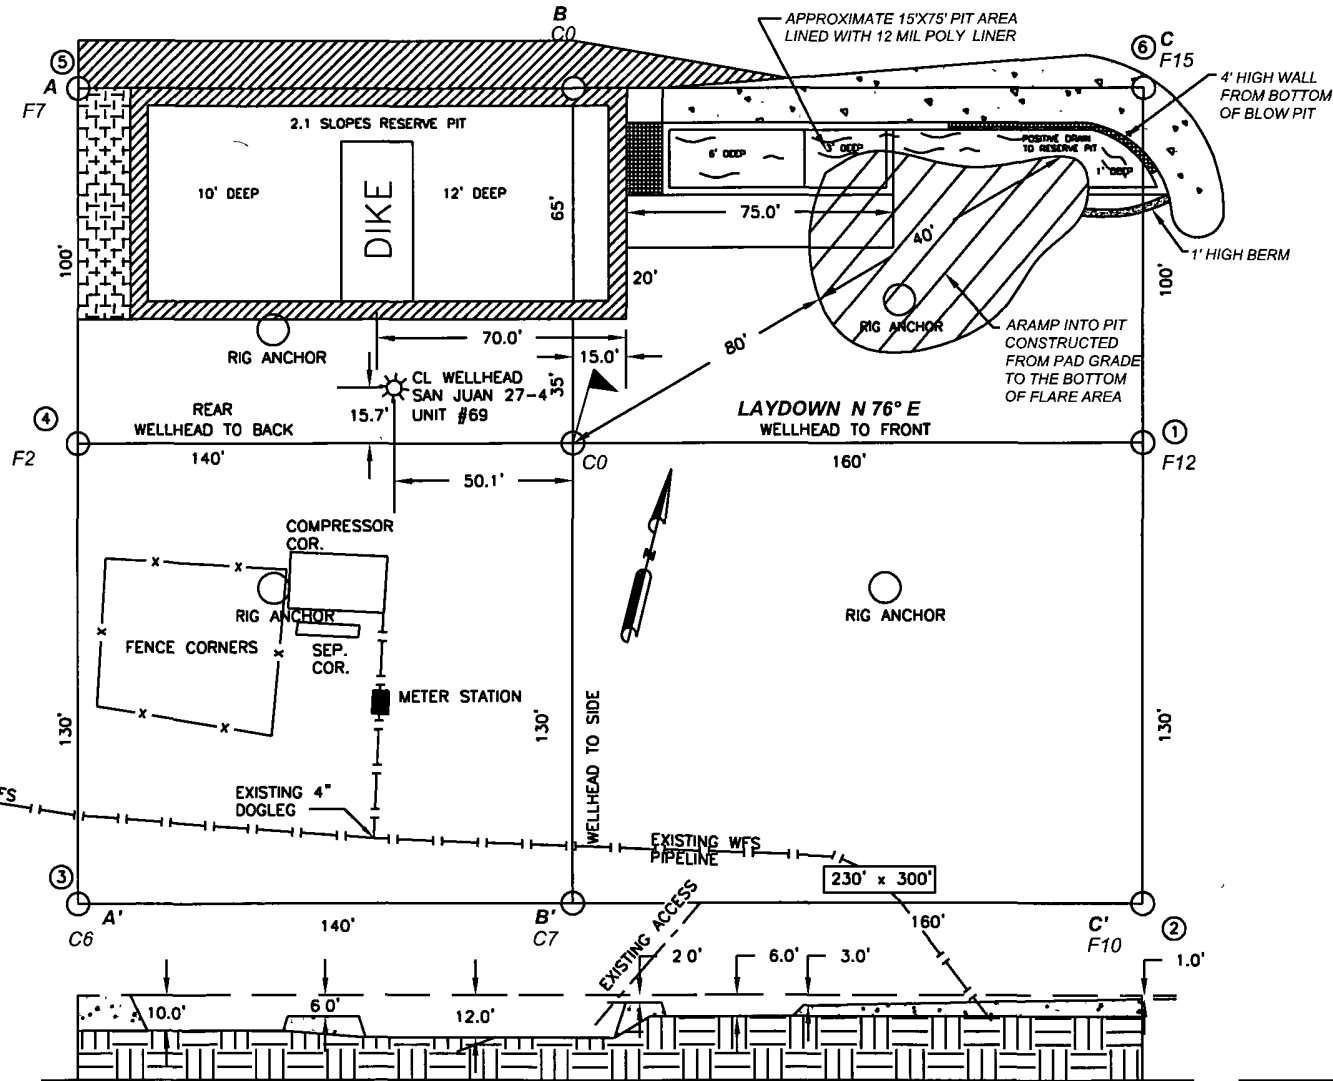 B
C0
APPROXIMATE 15'X75' PIT AREA
LINED WITH 12 MIL POLY LINER
5
A
F7
6
C
F15
4' HIGH WALL
FROM BOTTOM
OF BLOW PIT
2.1 SLOPES RESERVE PIT
10' DEEP
DIKE
12' DEEP
65'
6' DEEP
3' DEEP
POSITIVE DRAIN
TO RESERVE PIT
1' DEEP
75.0'
40'
1' HIGH BERM
100'
20'
100'
RIG ANCHOR
RIG ANCHOR
ARAMP INTO PIT
CONSTRUCTED
FROM PAD GRADE
TO THE BOTTOM
OF FLARE AREA
70.0'
15.0'
80'
35'
CL WELLHEAD
SAN JUAN 27-4
UNIT #69
15.7'
REAR
WELLHEAD TO BACK
LAYDOWN N 76° E
WELLHEAD TO FRONT
4
F2
140'
50.1'
C0
160'
1
F12
COMPRESSOR
COR.
N
RIG ANCHOR
RIG ANCHOR
FENCE CORNERS
SEP.
COR.
METER STATION
130'
130'
WELLHEAD TO SIDE
130'
EXISTING 4"
DOGLEG
FS
EXISTING WFS
PIPELINE
230' x 300'
3
A'
C6
140'
B'
C7
EXISTING ACCESS
160'
C'
F10
2
10.0'
6 0'
12.0'
2 0'
6.0'
3.0'
1.0'